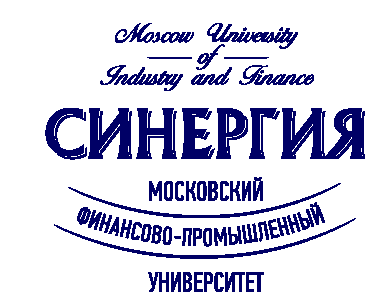 Moscow University
of
Industry and Finance
СИНЕРГИЯ
МОСКОВСКИЙ
ФИНАНСОВО-ПРОМЫШЛЕННЫЙ
УНИВЕРСИТЕТ